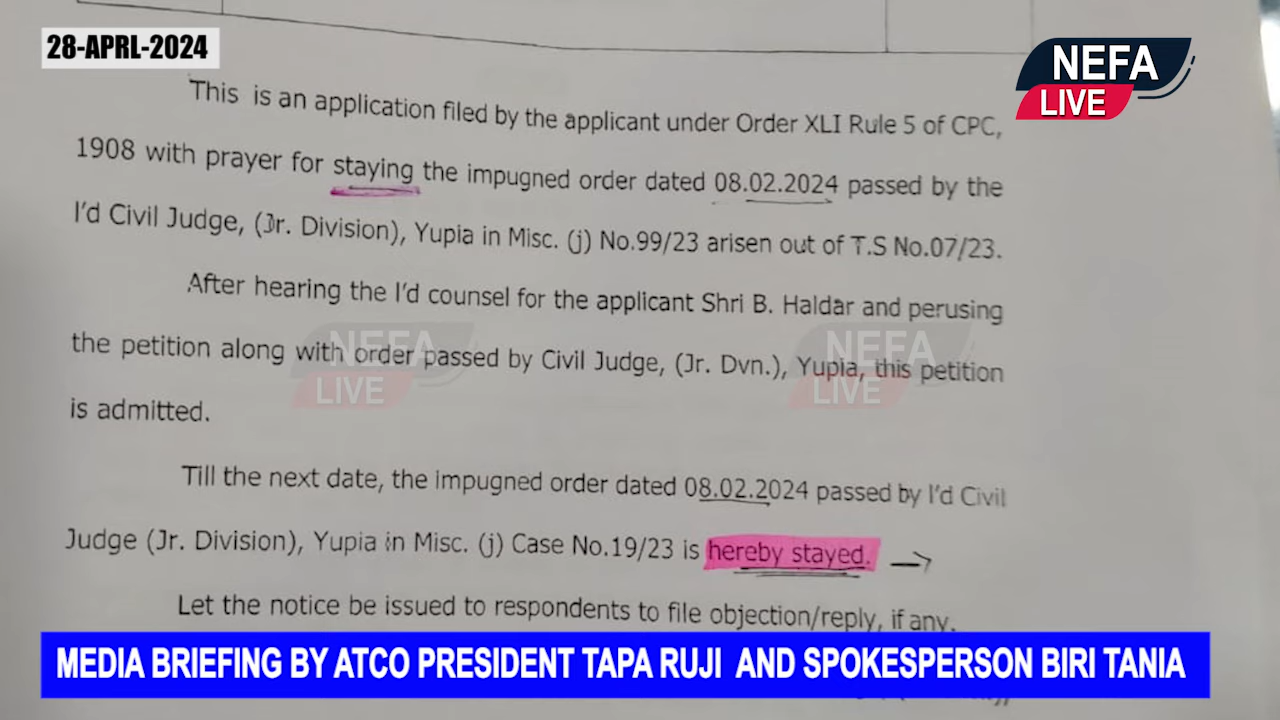 28-APRL-2024
NEFA
LIVE
This is an application filed by the applicant under Order XLI Rule 5 of CPC,
1908 with prayer for staying the impugned order dated 08.02.2024 passed by the
l'd Civil Judge, (Jr. Division), Yupia in Misc. (j) No.99/23 arisen out of T.S No.07/23.
After hearing the l'd counsel for the applicant Shri B. Haldar and perusing
the petition along with order passed by Civil Judge, (Jr. Dvn.), Yupia, this petition
is admitted.
NEFA
LIVE
NEFA
LIVE
Till the next date, the impugned order dated 08.02.2024 passed by l'd Civil
Judge (Jr. Division), Yupia in Misc. (j) Case No.19/23 is hereby stayed.
Let the notice be issued to respondents to file objection/reply, if any.
MEDIA BRIEFING BY ATCO PRESIDENT TAPA RUJI AND SPOKESPERSON BIRI TANIA